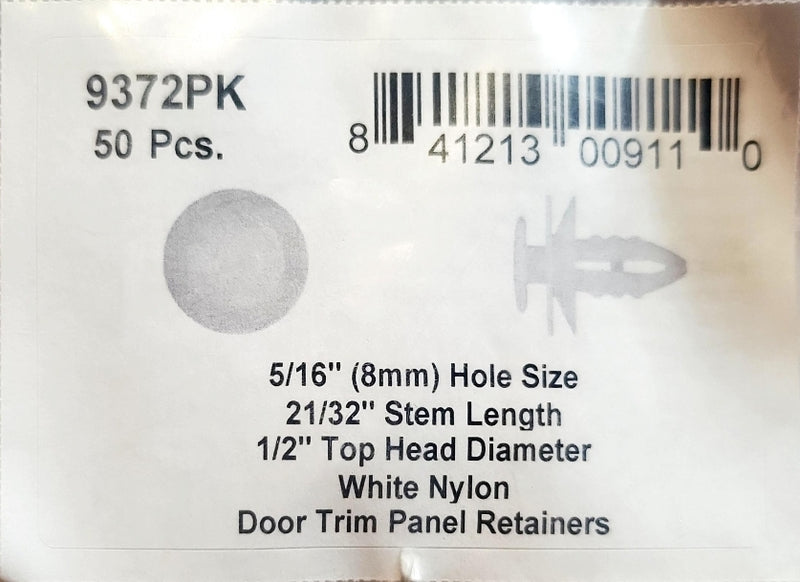 9372PK
50 Pcs.
8 41213 00911 0
5/16" (8mm) Hole Size
21/32" Stem Length
1/2" Top Head Diameter
White Nylon
Door Trim Panel Retainers